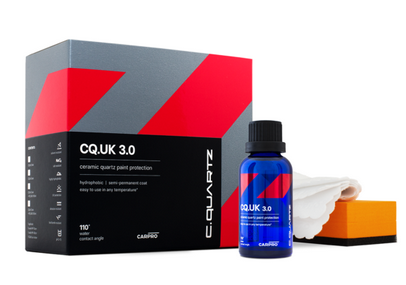 CQ.UK 3.0
ceramic quartz paint protection
hydrophobic | semi-permanent coat
easy to use in any temperature*
110°
water
contact angle
CARPRO
C.QUARTZ
CQ.UK 3.0
CARPRO
C.QUARTZ